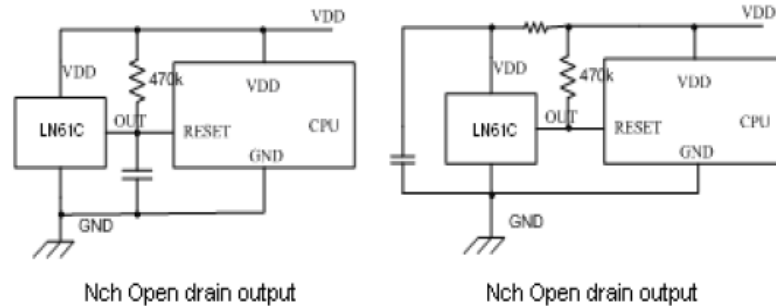 VDD
VDD
470k
VDD
OUT
LN61C
RESET
CPU
GND
GND
Nch Open drain output
VDD
VDD
470k
VDD
OUT
LN61C
RESET
CPU
GND
GND
Nch Open drain output